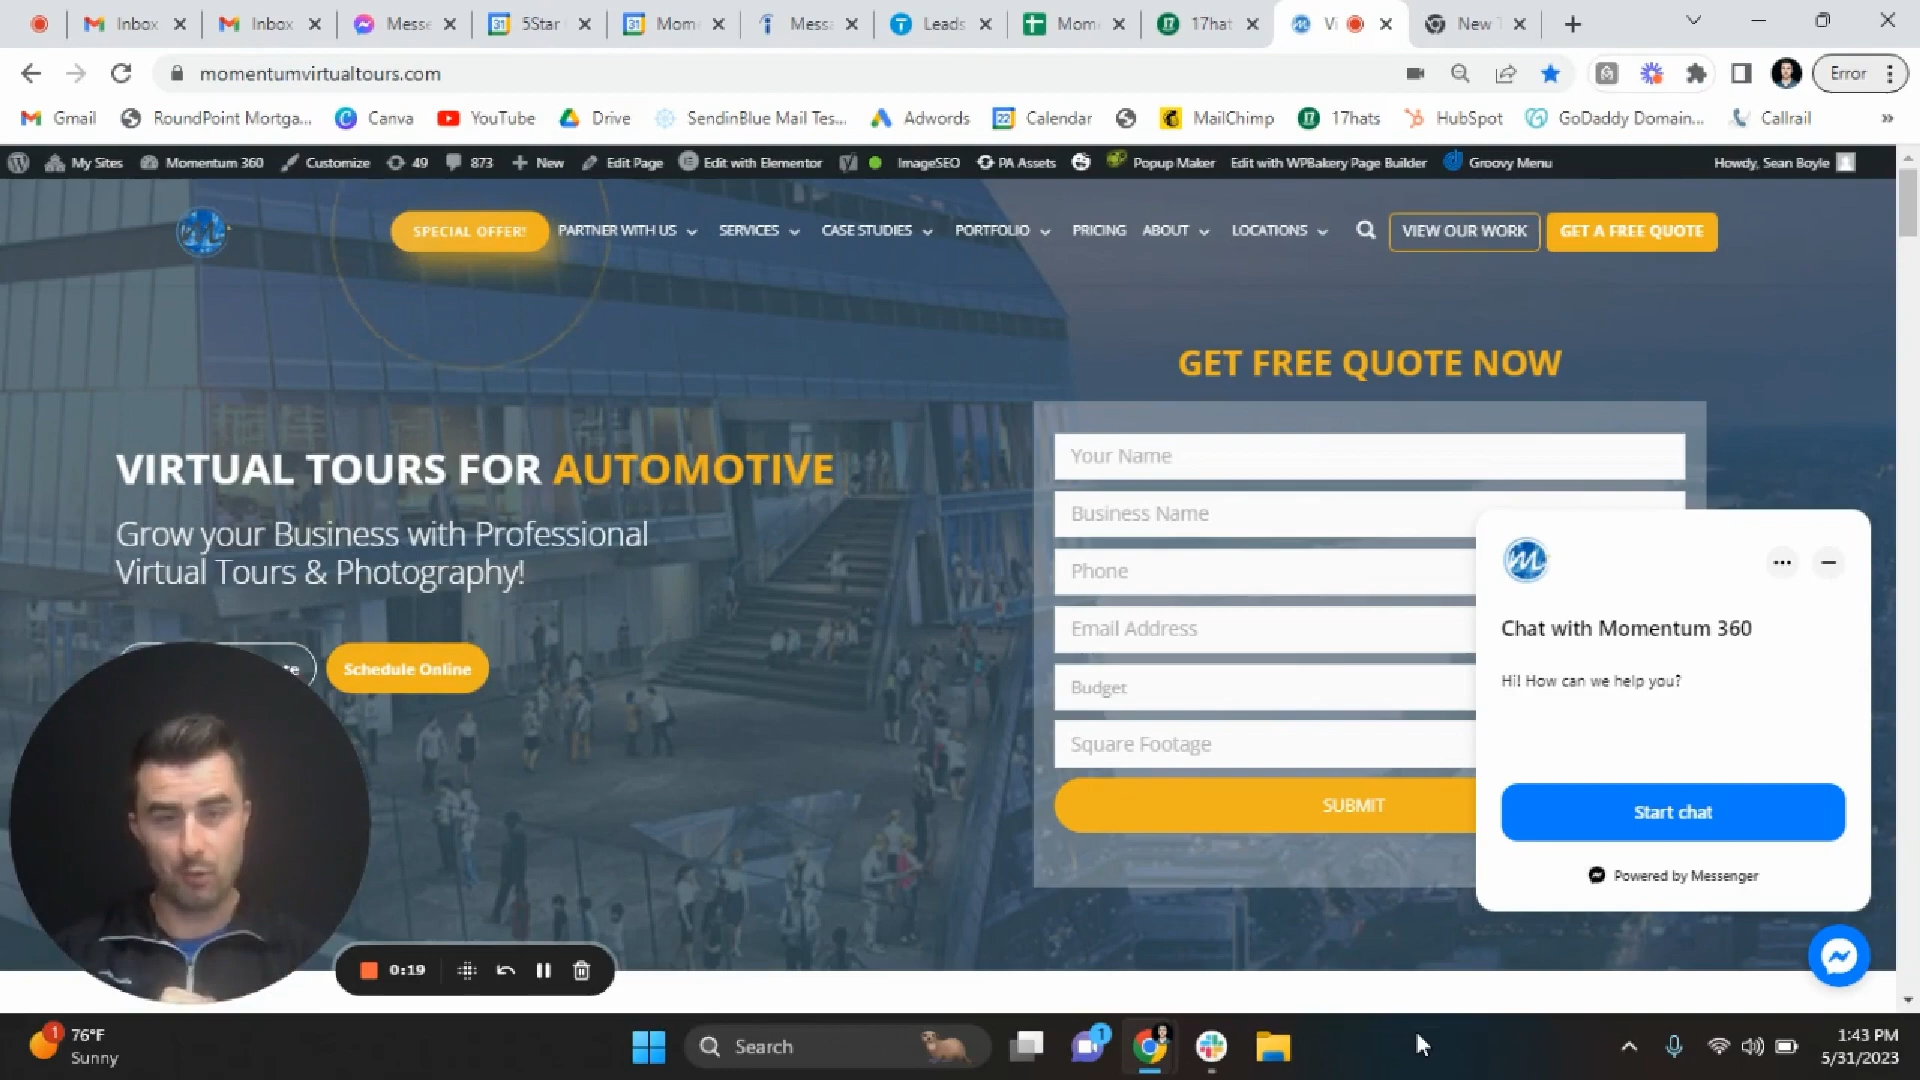 Inbox
Inbox
Messe
5Star
Mom
Messa
Leads
Mom
17hat
Vi
New T
momentumvirtualtours.com
Error
Gmail
RoundPoint Mortga...
Canva
YouTube
Drive
SendinBlue Mail Tes...
Adwords
Calendar
MailChimp
17hats
HubSpot
GoDaddy Domain...
Callrail
»
My Sites
Momentum 360
Customize
49
873
New
Edit Page
Edit with Elementor
ImageSEO
PA Assets
Popup Maker
Edit with WPBakery Page Builder
Groovy Menu
Howdy, Sean Boyle
SPECIAL OFFER!
PARTNER WITH US
SERVICES
CASE STUDIES
PORTFOLIO
PRICING
ABOUT
LOCATIONS
VIEW OUR WORK
GET A FREE QUOTE
GET FREE QUOTE NOW
VIRTUAL TOURS FOR AUTOMOTIVE
Grow your Business with Professional
Virtual Tours & Photography!
Schedule Online
Your Name
Business Name
Phone
Email Address
Budget
Square Footage
SUBMIT
Chat with Momentum 360
Hi! How can we help you?
Start chat
Powered by Messenger
0:19
1
76°F
Sunny
Search
1
1:43 PM
5/31/2023